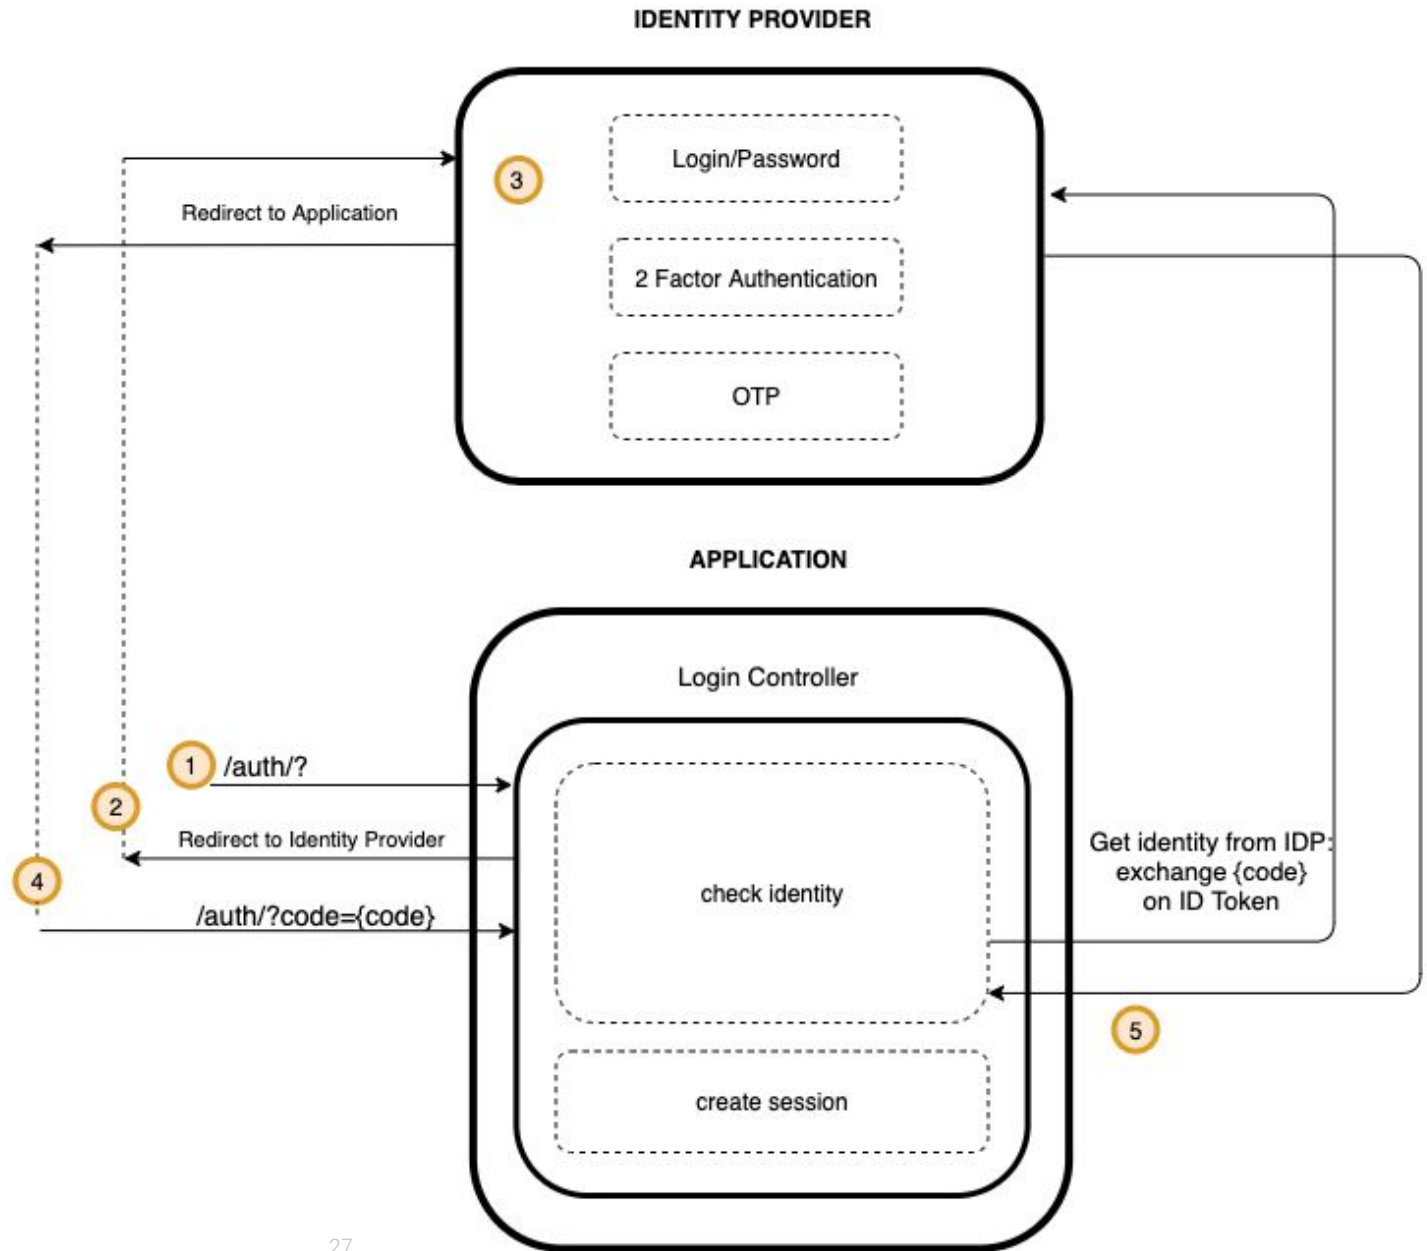 IDENTITY PROVIDER
Login/Password
3
Redirect to Application
2 Factor Authentication
OTP
APPLICATION
Login Controller
1
/auth/?
2
Redirect to Identity Provider
4
/auth/?code={code}
check identity
Get identity from IDP:
exchange {code}
on ID Token
5
create session
27